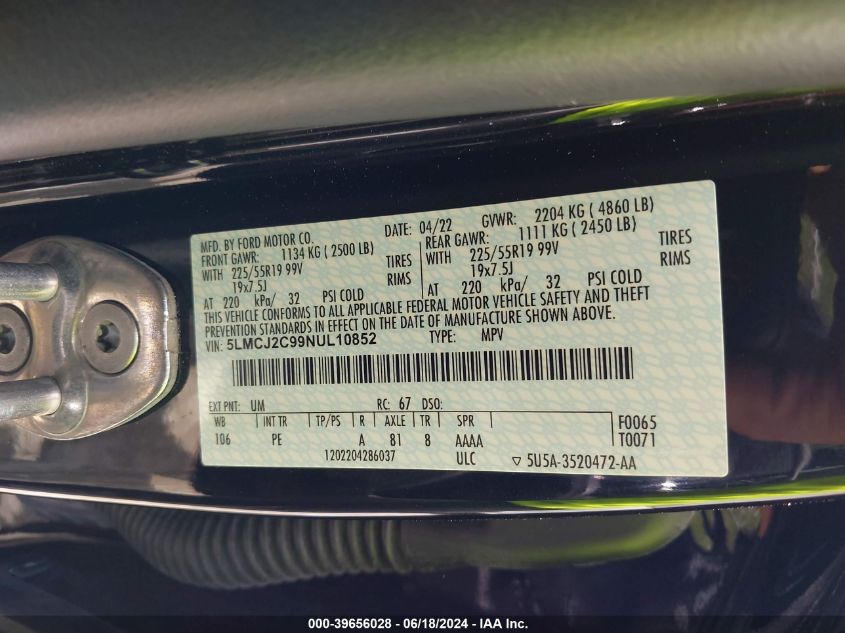 MFD. BY FORD MOTOR CO. DATE: 04/22 GVWR: 2204 KG ( 4860 LB)
FRONT GAWR: 1134 KG ( 2500 LB) REAR GAWR: 1111 KG ( 2450 LB)
WITH 225/55R19 99V TIRES WITH 225/55R19 99V TIRES
19x7.5J RIMS 19x7.5J RIMS
AT 220 kPa/ 32 PSI COLD AT 220 kPa/ 32 PSI COLD
THIS VEHICLE CONFORMS TO ALL APPLICABLE FEDERAL MOTOR VEHICLE SAFETY AND THEFT
PREVENTION STANDARDS IN EFFECT ON THE DATE OF MANUFACTURE SHOWN ABOVE.
VIN: 5LMCJ2C99NUL10852 TYPE: MPV
EXT PNT: UM RC: 67 DSO:
WB INT TR TP/PS R AXLE TR SPR F0065
106 PE A 81 8 AAAA T0071
1202204286037 ULC ▽ 5U5A-3520472-AA
000-39656028 - 06/18/2024 - IAA Inc.